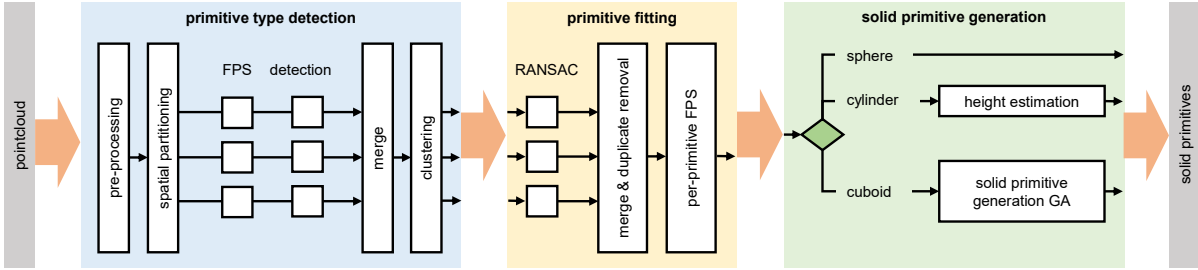 pointcloud
primitive type detection
pre-processing
spatial partitioning
FPS
detection
merge
clustering
primitive fitting
RANSAC
merge & duplicate removal
per-primitive FPS
solid primitive generation
sphere
cylinder
height estimation
cuboid
solid primitive
generation GA
solid primitives